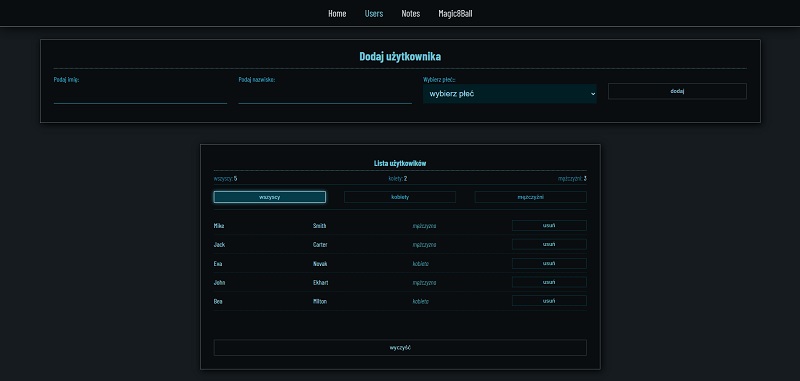 Home Users Notes Magic8Ball
Dodaj użytkownika
Podaj imię: Podaj nazwisko: Wybierz płeć:
wybierz płeć dodaj
Lista użytkowików
wszyscy: 5 kobiety: 2 mężczyźni: 3
wszyscy kobiety mężczyźni
Mike Smith mężczyzna usuń
Jack Carter mężczyzna usuń
Eva Novak kobieta usuń
John Ekhart mężczyzna usuń
Bea Milton kobieta usuń
wyczyść